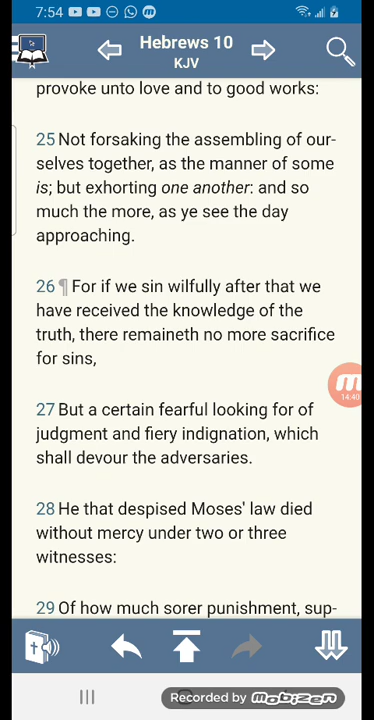 7:54
Hebrews 10
KJV
provoke unto love and to good works:
25 Not forsaking the assembling of our-
selves together, as the manner of some
is; but exhorting one another: and so
much the more, as ye see the day
approaching.
26 ¶ For if we sin wilfully after that we
have received the knowledge of the
truth, there remaineth no more sacrifice
for sins,
27 But a certain fearful looking for of
judgment and fiery indignation, which
shall devour the adversaries.
28 He that despised Moses' law died
without mercy under two or three
witnesses:
29 Of how much sorer punishment, sup-
14:40
Recorded by Mobizen